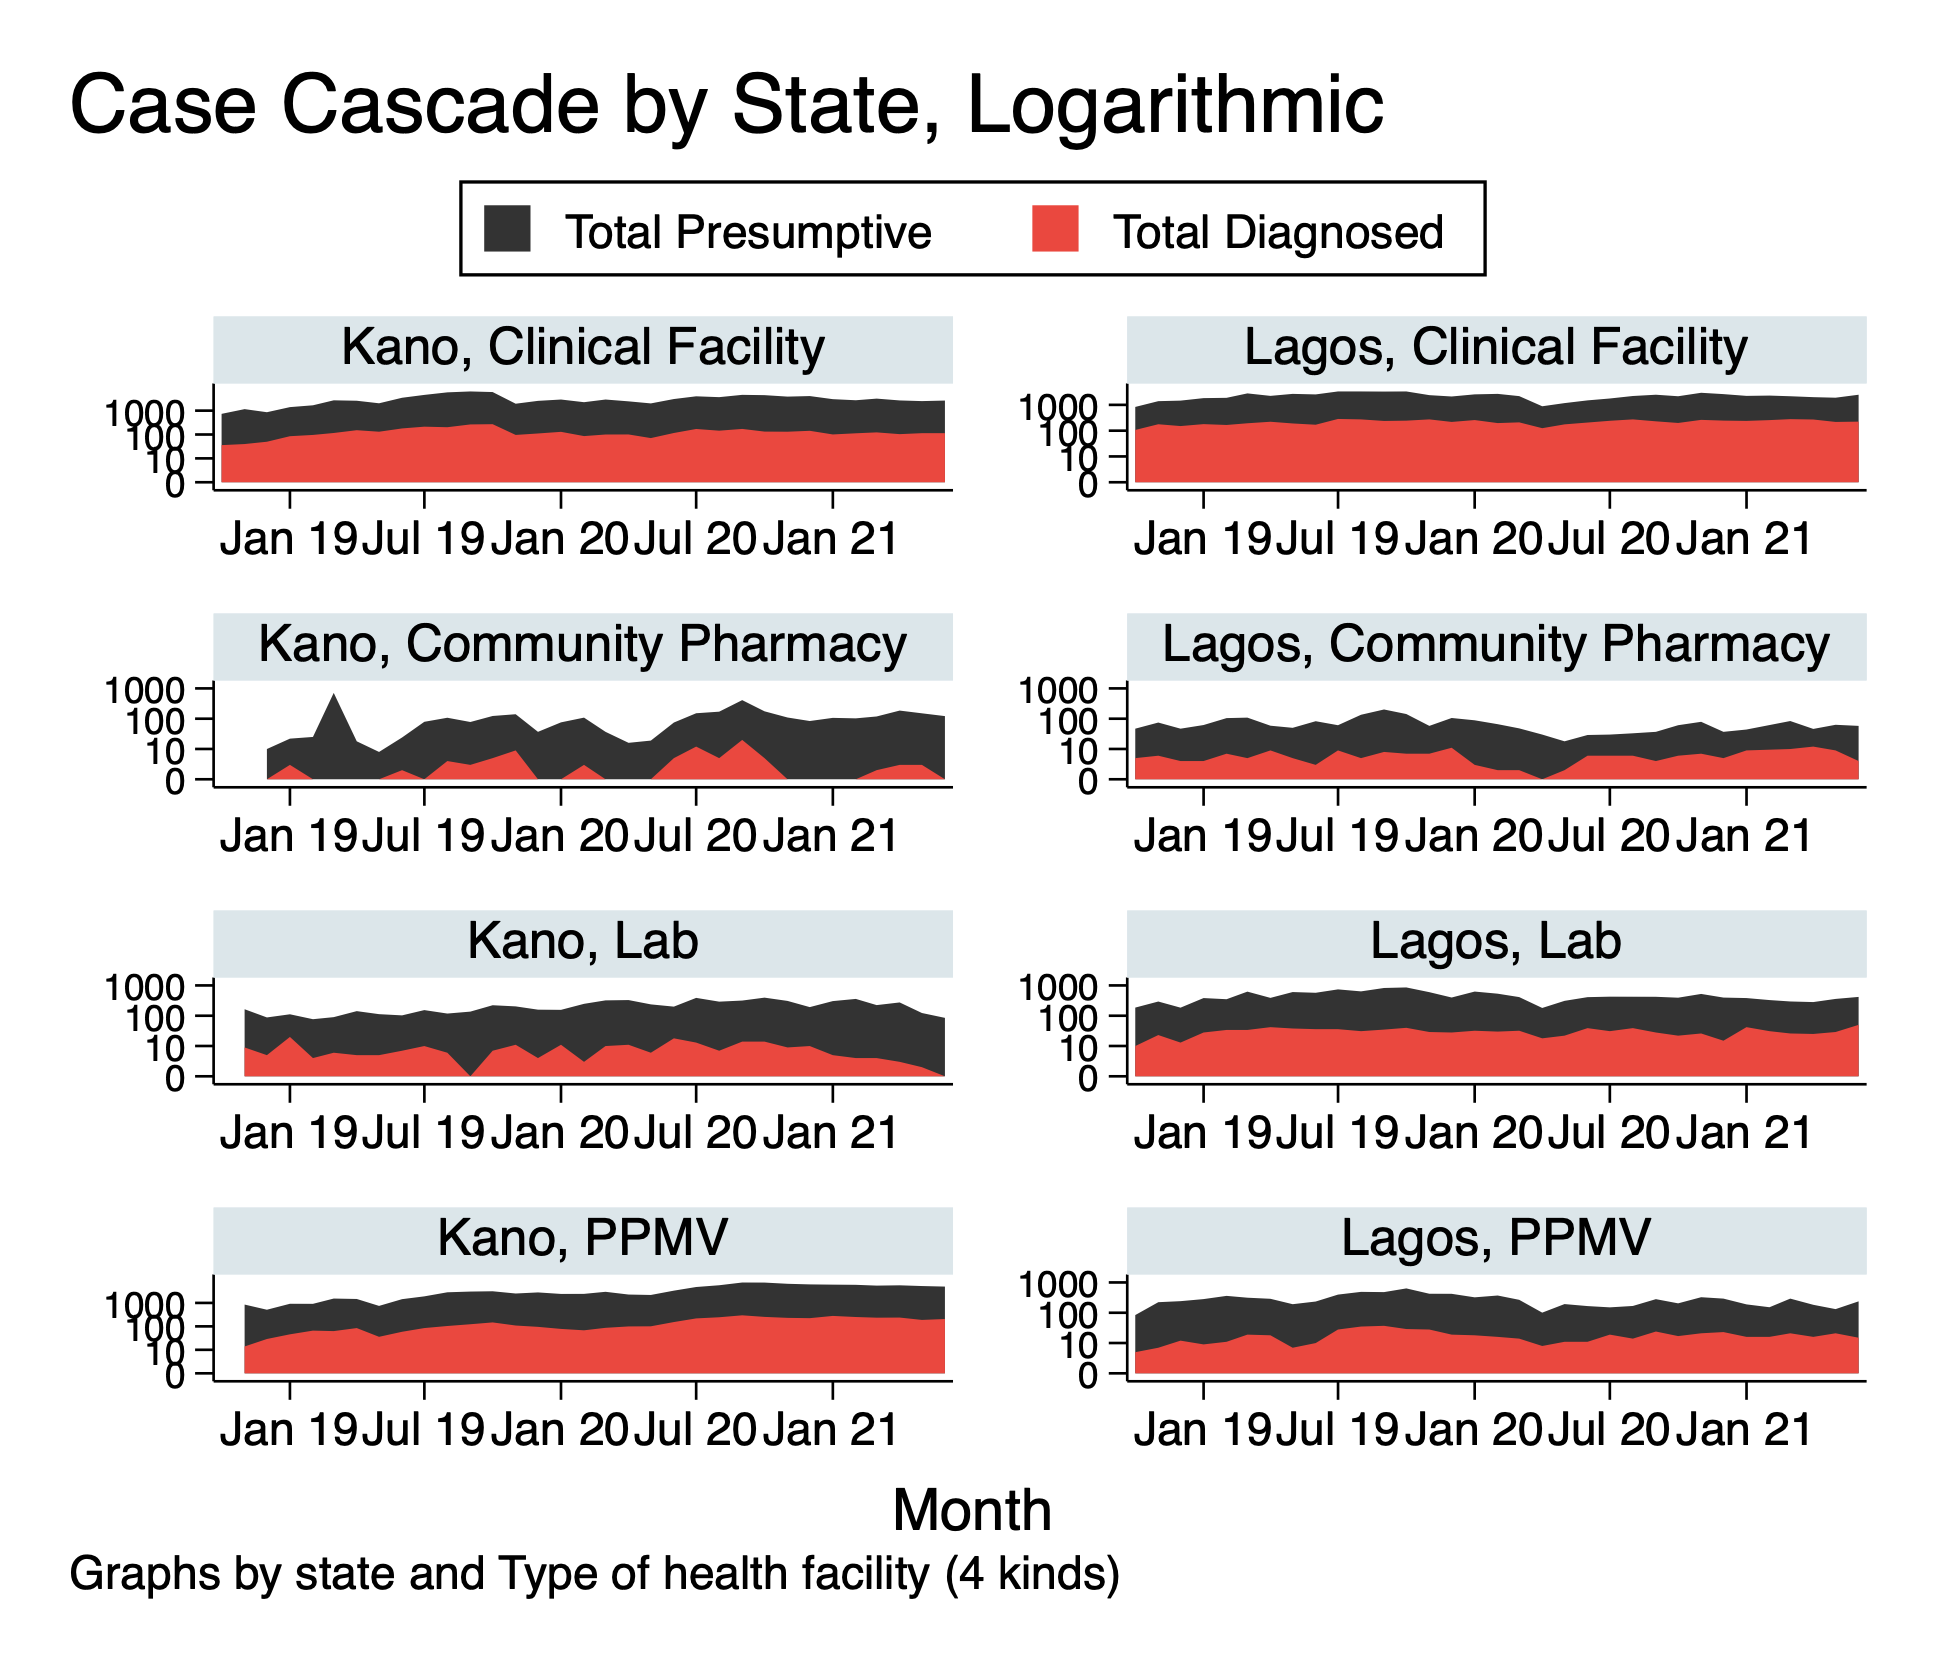 Case Cascade by State, Logarithmic
Total Presumptive Total Diagnosed
Kano, Clinical Facility
1000
100
10
0
Jan 19 Jul 19 Jan 20 Jul 20 Jan 21
Lagos, Clinical Facility
1000
100
10
0
Jan 19 Jul 19 Jan 20 Jul 20 Jan 21
Kano, Community Pharmacy
1000
100
10
0
Jan 19 Jul 19 Jan 20 Jul 20 Jan 21
Lagos, Community Pharmacy
1000
100
10
0
Jan 19 Jul 19 Jan 20 Jul 20 Jan 21
Kano, Lab
1000
100
10
0
Jan 19 Jul 19 Jan 20 Jul 20 Jan 21
Lagos, Lab
1000
100
10
0
Jan 19 Jul 19 Jan 20 Jul 20 Jan 21
Kano, PPMV
1000
100
10
0
Jan 19 Jul 19 Jan 20 Jul 20 Jan 21
Lagos, PPMV
1000
100
10
0
Jan 19 Jul 19 Jan 20 Jul 20 Jan 21
Month
Graphs by state and Type of health facility (4 kinds)